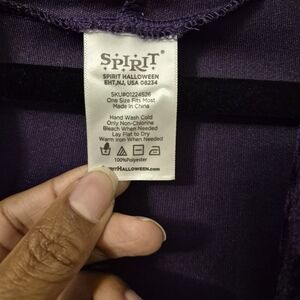 SPIRIT
SPIRIT HALLOWEEN
EHT,NJ, USA 08234
SKU#01224526
One Size Fits Most
Made in China
Hand Wash Cold
Only Non-Chlorine
Bleach When Needed
Lay Flat to Dry
Warm Iron When Needed
100%Polyester
SPIRITHALLOWEEN.com